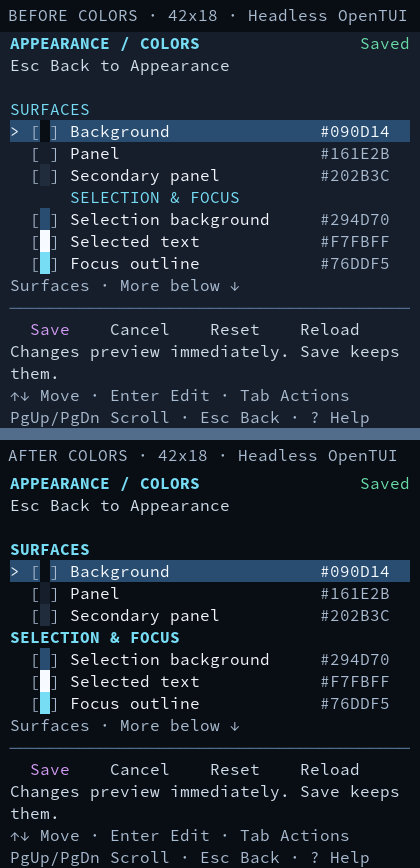 BEFORE COLORS · 42x18 · Headless OpenTUI
APPEARANCE / COLORS Saved
Esc Back to Appearance
SURFACES
> [ ] Background #090D14
[ ] Panel #161E2B
[ ] Secondary panel #202B3C
SELECTION & FOCUS
[ ] Selection background #294D70
[ ] Selected text #F7FBFF
[ ] Focus outline #76DDF5
Surfaces · More below ↓
Save Cancel Reset Reload
Changes preview immediately. Save keeps
them.
↑↓ Move · Enter Edit · Tab Actions
PgUp/PgDn Scroll · Esc Back · ? Help
AFTER COLORS · 42x18 · Headless OpenTUI
APPEARANCE / COLORS Saved
Esc Back to Appearance
SURFACES
> [ ] Background #090D14
[ ] Panel #161E2B
[ ] Secondary panel #202B3C
SELECTION & FOCUS
[ ] Selection background #294D70
[ ] Selected text #F7FBFF
[ ] Focus outline #76DDF5
Surfaces · More below ↓
Save Cancel Reset Reload
Changes preview immediately. Save keeps
them.
↑↓ Move · Enter Edit · Tab Actions
PgUp/PgDn Scroll · Esc Back · ? Help